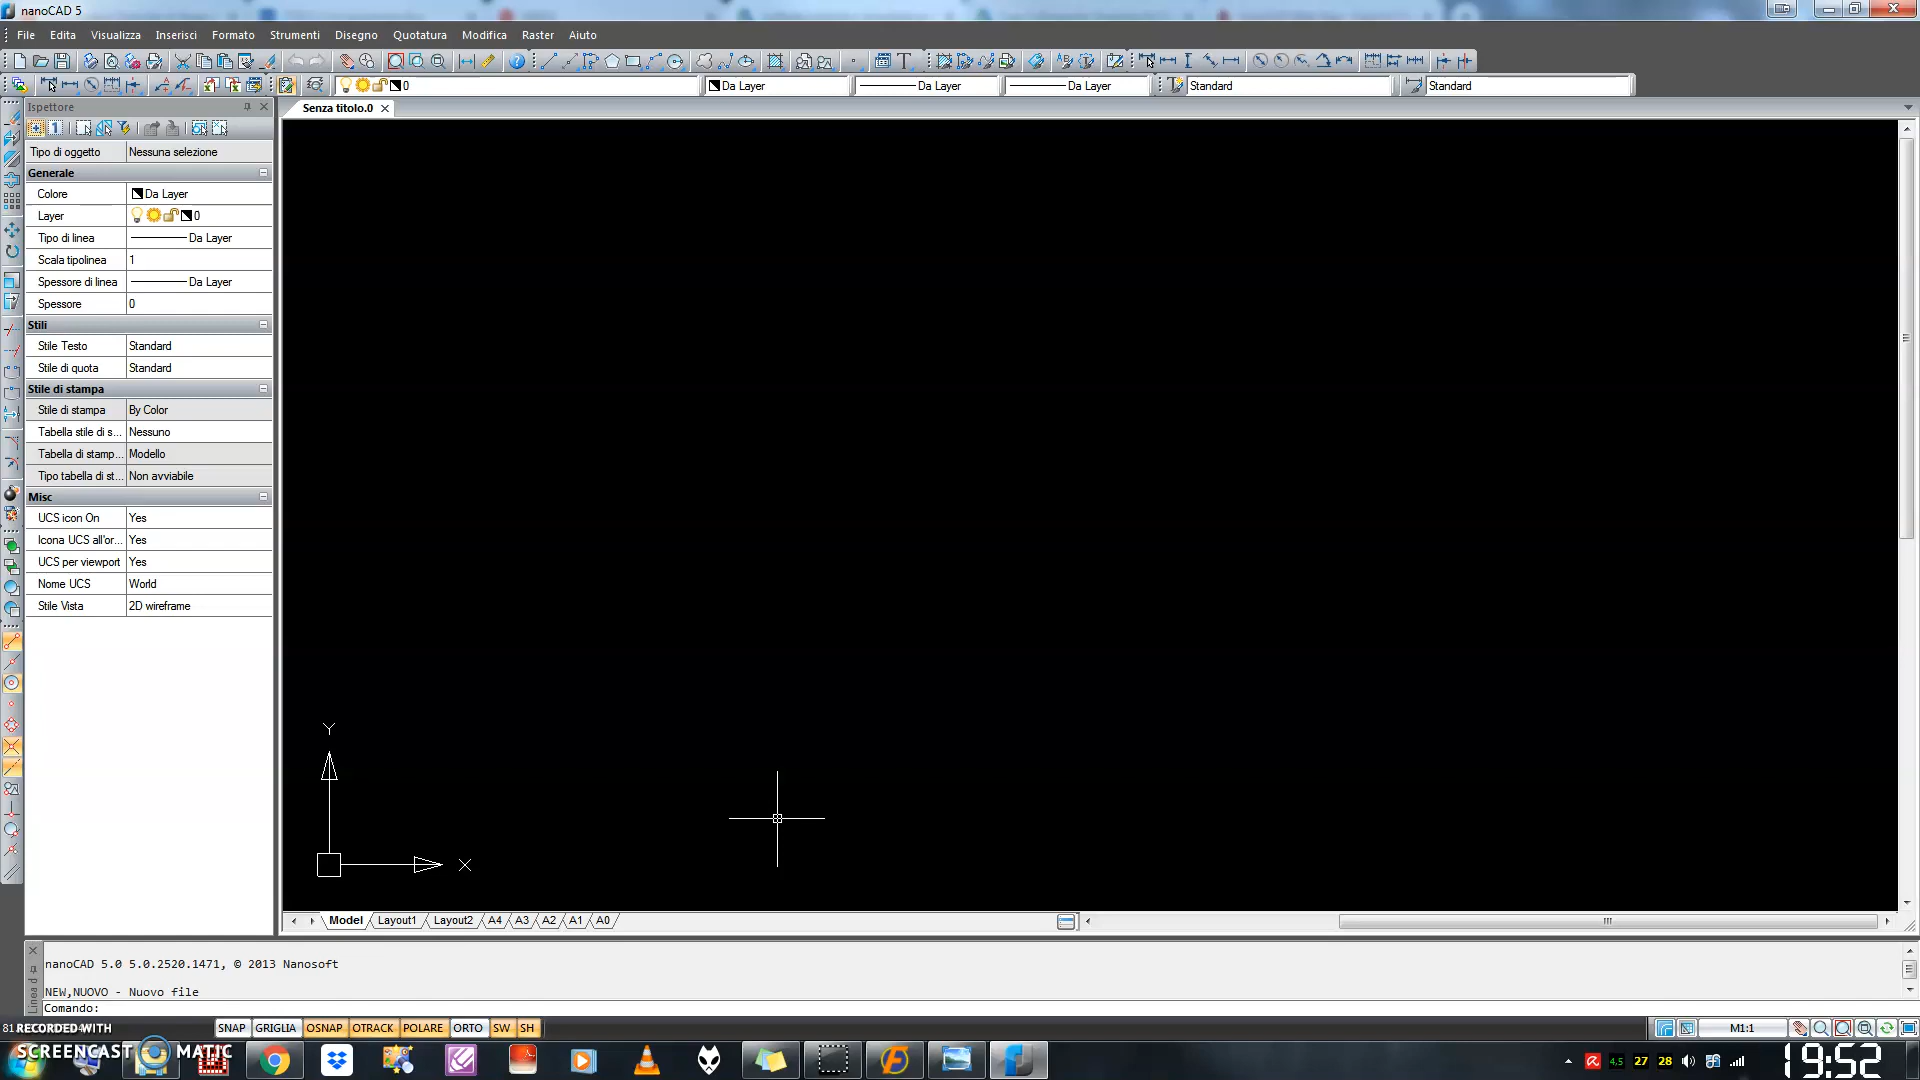 nanoCAD 5
File Edita Visualizza Inserisci Formato Strumenti Disegno Quotatura Modifica Raster Aiuto
0 Da Layer Da Layer Da Layer Standard Standard
Ispettore
Senza titolo.0
1
Tipo di oggetto Nessuna selezione
Generale
Colore Da Layer
Layer 0
Tipo di linea Da Layer
Scala tipolinea 1
Spessore di linea Da Layer
Spessore 0
Stili
Stile Testo Standard
Stile di quota Standard
Stile di stampa
Stile di stampa By Color
Tabella stile di s... Nessuno
Tabella di stamp... Modello
Tipo tabella di st... Non avviabile
Misc
UCS icon On Yes
Icona UCS all'or... Yes
UCS per viewport Yes
Nome UCS World
Stile Vista 2D wireframe
Y
X
Model Layout1 Layout2 A4 A3 A2 A1 A0
nanoCAD 5.0 5.0.2520.1471, © 2013 Nanosoft
NEW,NUOVO - Nuovo file
Comando:
Linea d
RECORDED WITH
SNAP GRIGLIA OSNAP OTRACK POLARE ORTO SW SH
M1:1
SCREENCAST MATIC
4,5 27 28
19:52